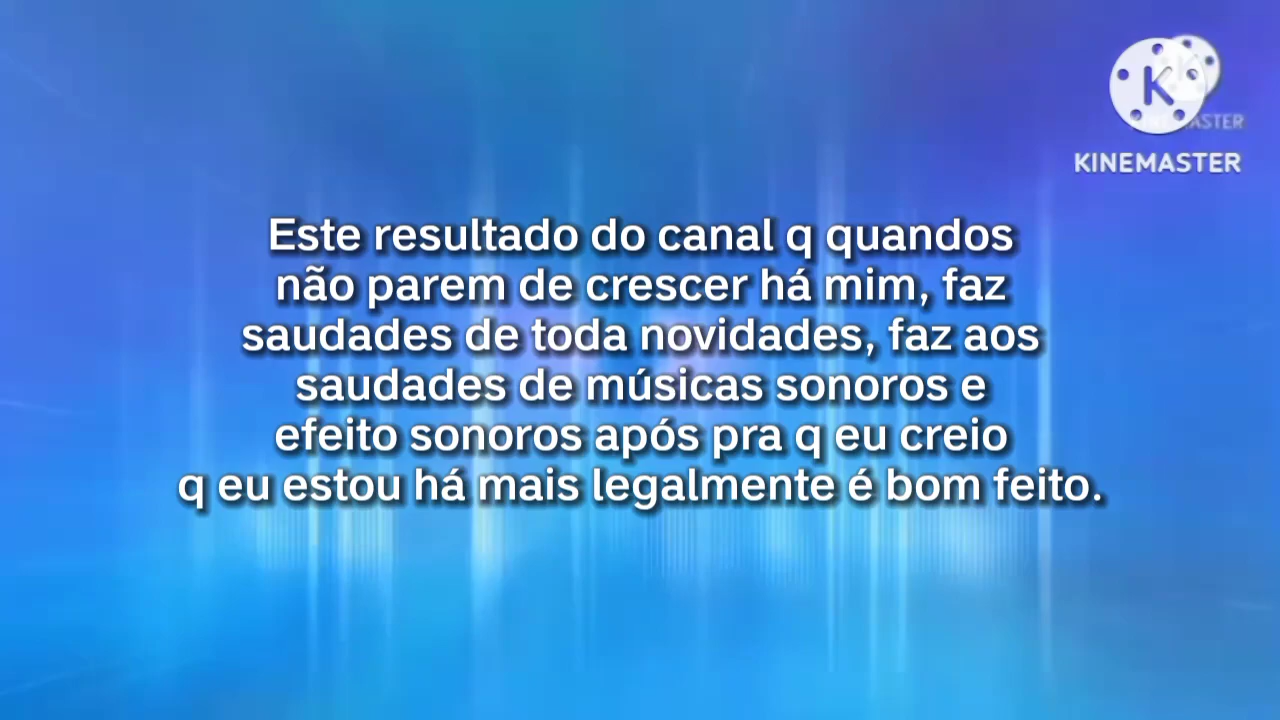 KINEMASTER
Este resultado do canal q quandos
não parem de crescer há mim, faz
saudades de toda novidades, faz aos
saudades de músicas sonoros e
efeito sonoros após pra q eu creio
q eu estou há mais legalmente é bom feito.